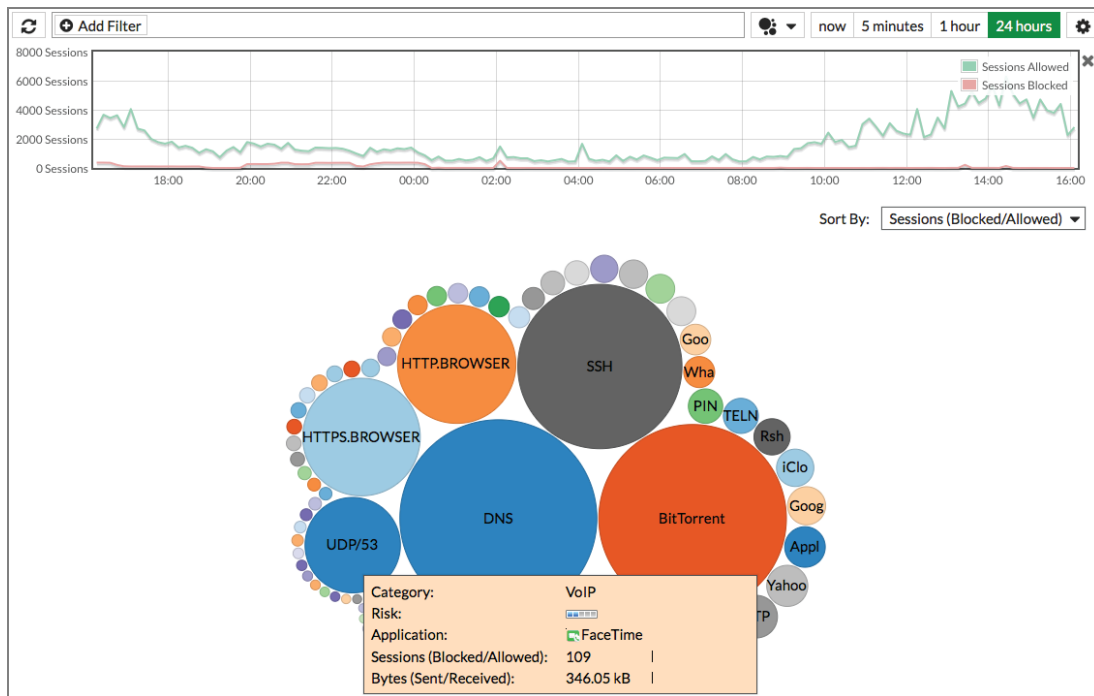 Add Filter now 5 minutes 1 hour 24 hours
8000 Sessions
6000 Sessions
4000 Sessions
2000 Sessions
0 Sessions
Sessions Allowed
Sessions Blocked
18:00 20:00 22:00 00:00 02:00 04:00 06:00 08:00 10:00 12:00 14:00 16:00
Sort By: Sessions (Blocked/Allowed)
Goo
HTTP.BROWSER
SSH
Wha
PIN
TELN
HTTPS.BROWSER
Rsh
iClo
Goog
DNS
BitTorrent
UDP/53
Appl
Yahoo
TP
Category: VoIP
Risk:
Application: FaceTime
Sessions (Blocked/Allowed): 109
Bytes (Sent/Received): 346.05 kB